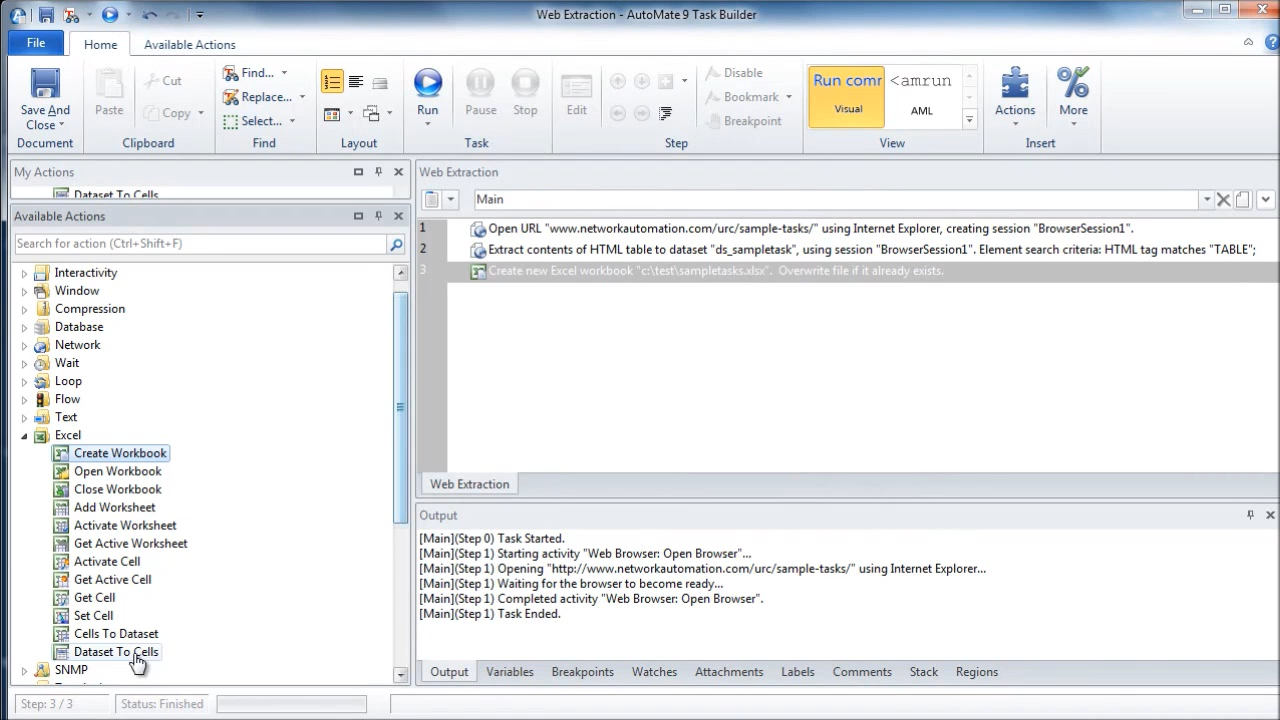 Web Extraction - AutoMate 9 Task Builder
File
Home
Available Actions
Save And
Close
Document
Paste
Cut
Copy
Clipboard
Find...
Replace...
Select...
Find
Layout
Run
Pause
Stop
Task
Edit
Disable
Bookmark
Breakpoint
Step
Run comr
Visual
<amrun
AML
View
Actions
More
Insert
My Actions
Dataset To Cells
Available Actions
Search for action (Ctrl+Shift+F)
Interactivity
Window
Compression
Database
Network
Wait
Loop
Flow
Text
Excel
Create Workbook
Open Workbook
Close Workbook
Add Worksheet
Activate Worksheet
Get Active Worksheet
Activate Cell
Get Active Cell
Get Cell
Set Cell
Cells To Dataset
Dataset To Cells
SNMP
Web Extraction
Main
1 Open URL "www.networkautomation.com/urc/sample-tasks/" using Internet Explorer, creating session "BrowserSession1".
2 Extract contents of HTML table to dataset "ds_sampletask", using session "BrowserSession1". Element search criteria: HTML tag matches "TABLE";
3 Create new Excel workbook "c:\test\sampletasks.xlsx". Overwrite file if it already exists.
Web Extraction
Output
[Main](Step 0) Task Started.
[Main](Step 1) Starting activity "Web Browser: Open Browser"...
[Main](Step 1) Opening "http://www.networkautomation.com/urc/sample-tasks/" using Internet Explorer...
[Main](Step 1) Waiting for the browser to become ready...
[Main](Step 1) Completed activity "Web Browser: Open Browser".
[Main](Step 1) Task Ended.
Output
Variables
Breakpoints
Watches
Attachments
Labels
Comments
Stack
Regions
Step: 3 / 3
Status: Finished